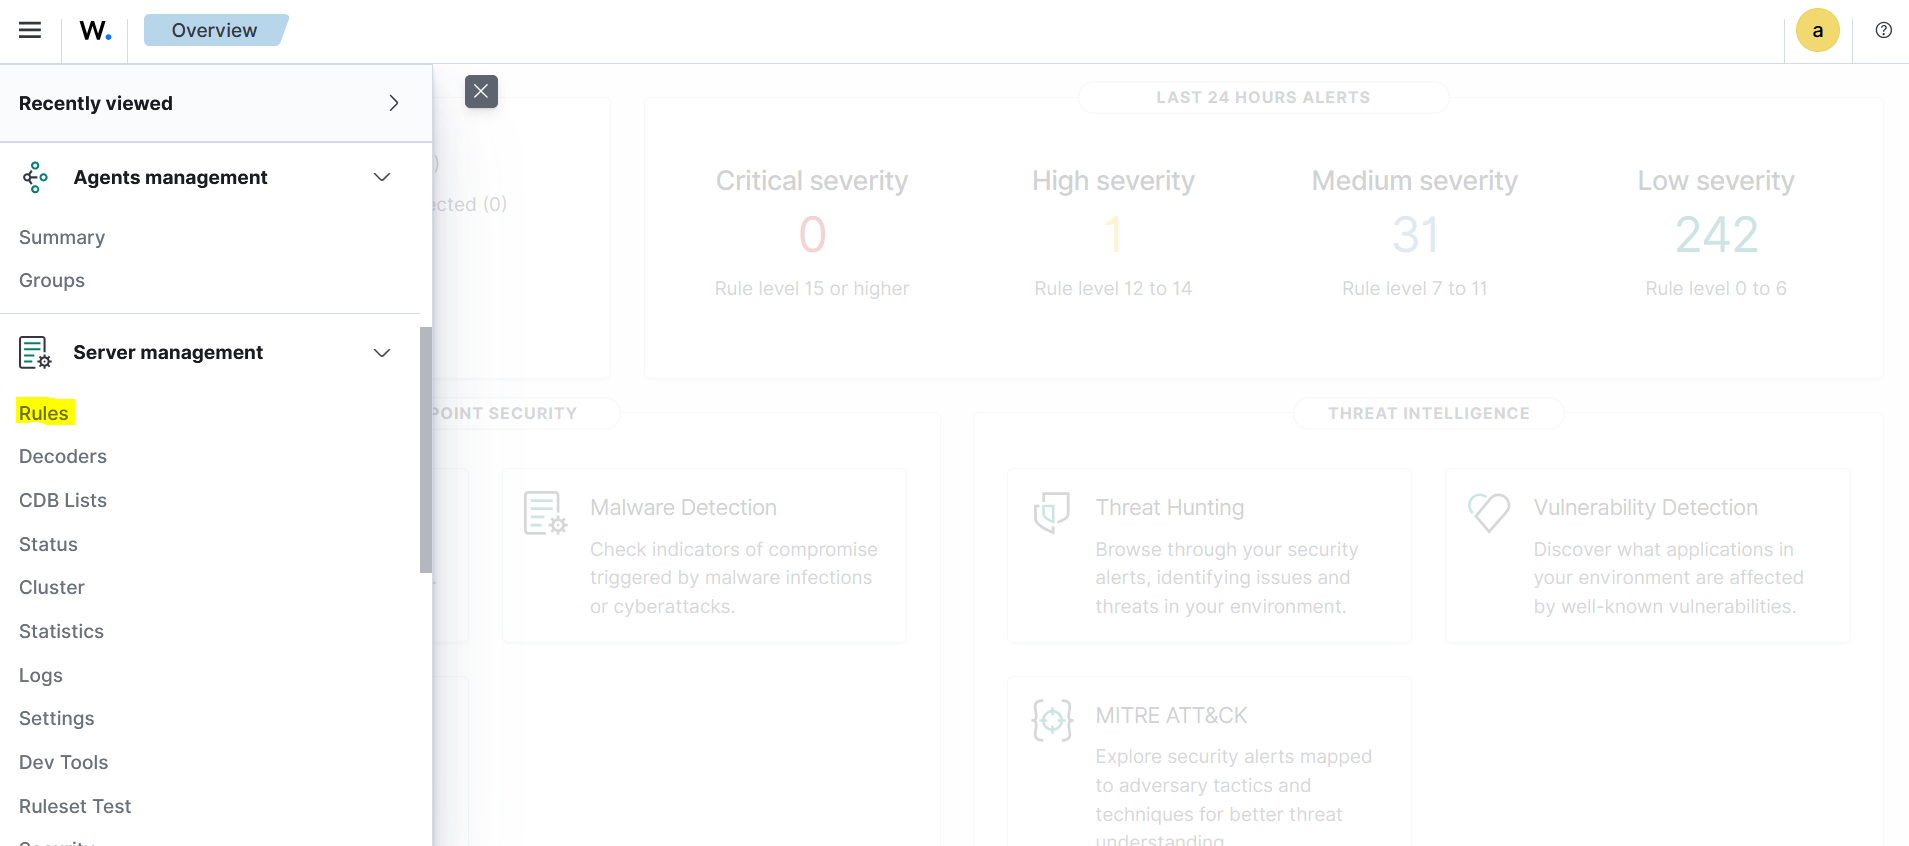 W.
Overview
a
Recently viewed
Agents management
Summary
Groups
Server management
Rules
Decoders
CDB Lists
Status
Cluster
Statistics
Logs
Settings
Dev Tools
Ruleset Test
Security
)
ected (0)
LAST 24 HOURS ALERTS
Critical severity
0
Rule level 15 or higher
High severity
1
Rule level 12 to 14
Medium severity
31
Rule level 7 to 11
Low severity
242
Rule level 0 to 6
POINT SECURITY
Malware Detection
Check indicators of compromise
triggered by malware infections
or cyberattacks.
THREAT INTELLIGENCE
Threat Hunting
Browse through your security
alerts, identifying issues and
threats in your environment.
Vulnerability Detection
Discover what applications in
your environment are affected
by well-known vulnerabilities.
MITRE ATT&CK
Explore security alerts mapped
to adversary tactics and
techniques for better threat
understanding.